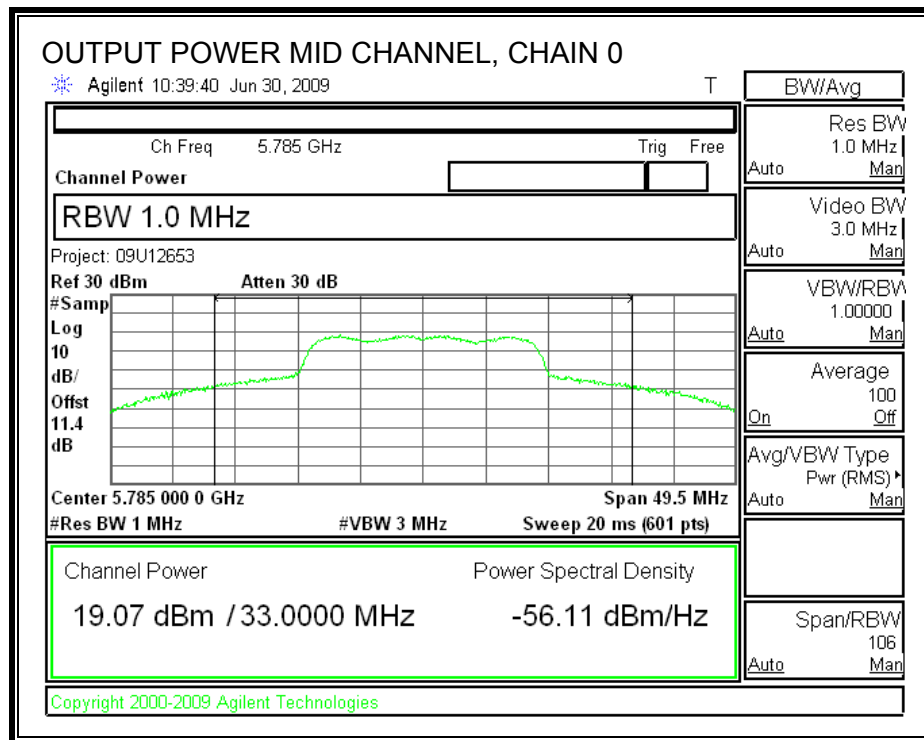 OUTPUT POWER MID CHANNEL, CHAIN 0
Agilent 10:39:40 Jun 30, 2009 T
Ch Freq 5.785 GHz Trig Free
Channel Power
RBW 1.0 MHz
Project: 09U12653
Ref 30 dBm Atten 30 dB
#Samp
Log
10
dB/
Offst
11.4
dB
Center 5.785 000 0 GHz Span 49.5 MHz
#Res BW 1 MHz #VBW 3 MHz Sweep 20 ms (601 pts)
Channel Power Power Spectral Density
19.07 dBm / 33.0000 MHz -56.11 dBm/Hz
Copyright 2000-2009 Agilent Technologies
BW/Avg
Res BW
1.0 MHz
Auto Man
Video BW
3.0 MHz
Auto Man
VBW/RBW
1.00000
Auto Man
Average
100
On Off
Avg/VBW Type
Pwr (RMS)
Auto Man
Span/RBW
106
Auto Man